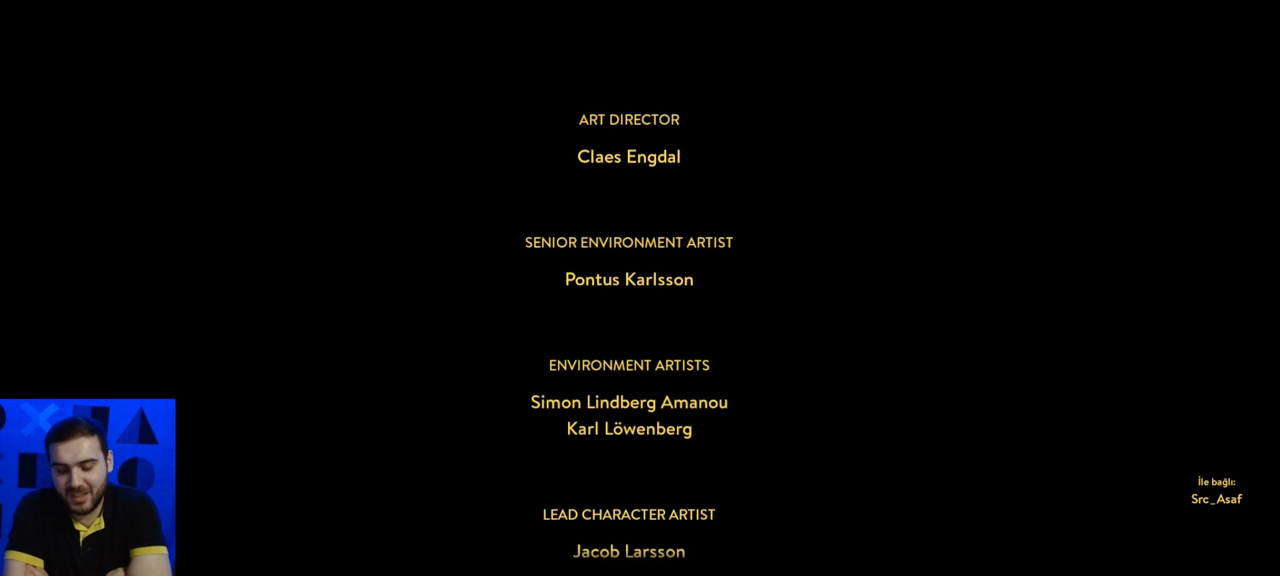 ART DIRECTOR
Claes Engdal
SENIOR ENVIRONMENT ARTIST
Pontus Karlsson
ENVIRONMENT ARTISTS
Simon Lindberg Amanou
Karl Löwenberg
LEAD CHARACTER ARTIST
Jacob Larsson
İle bağlı:
Src_Asaf